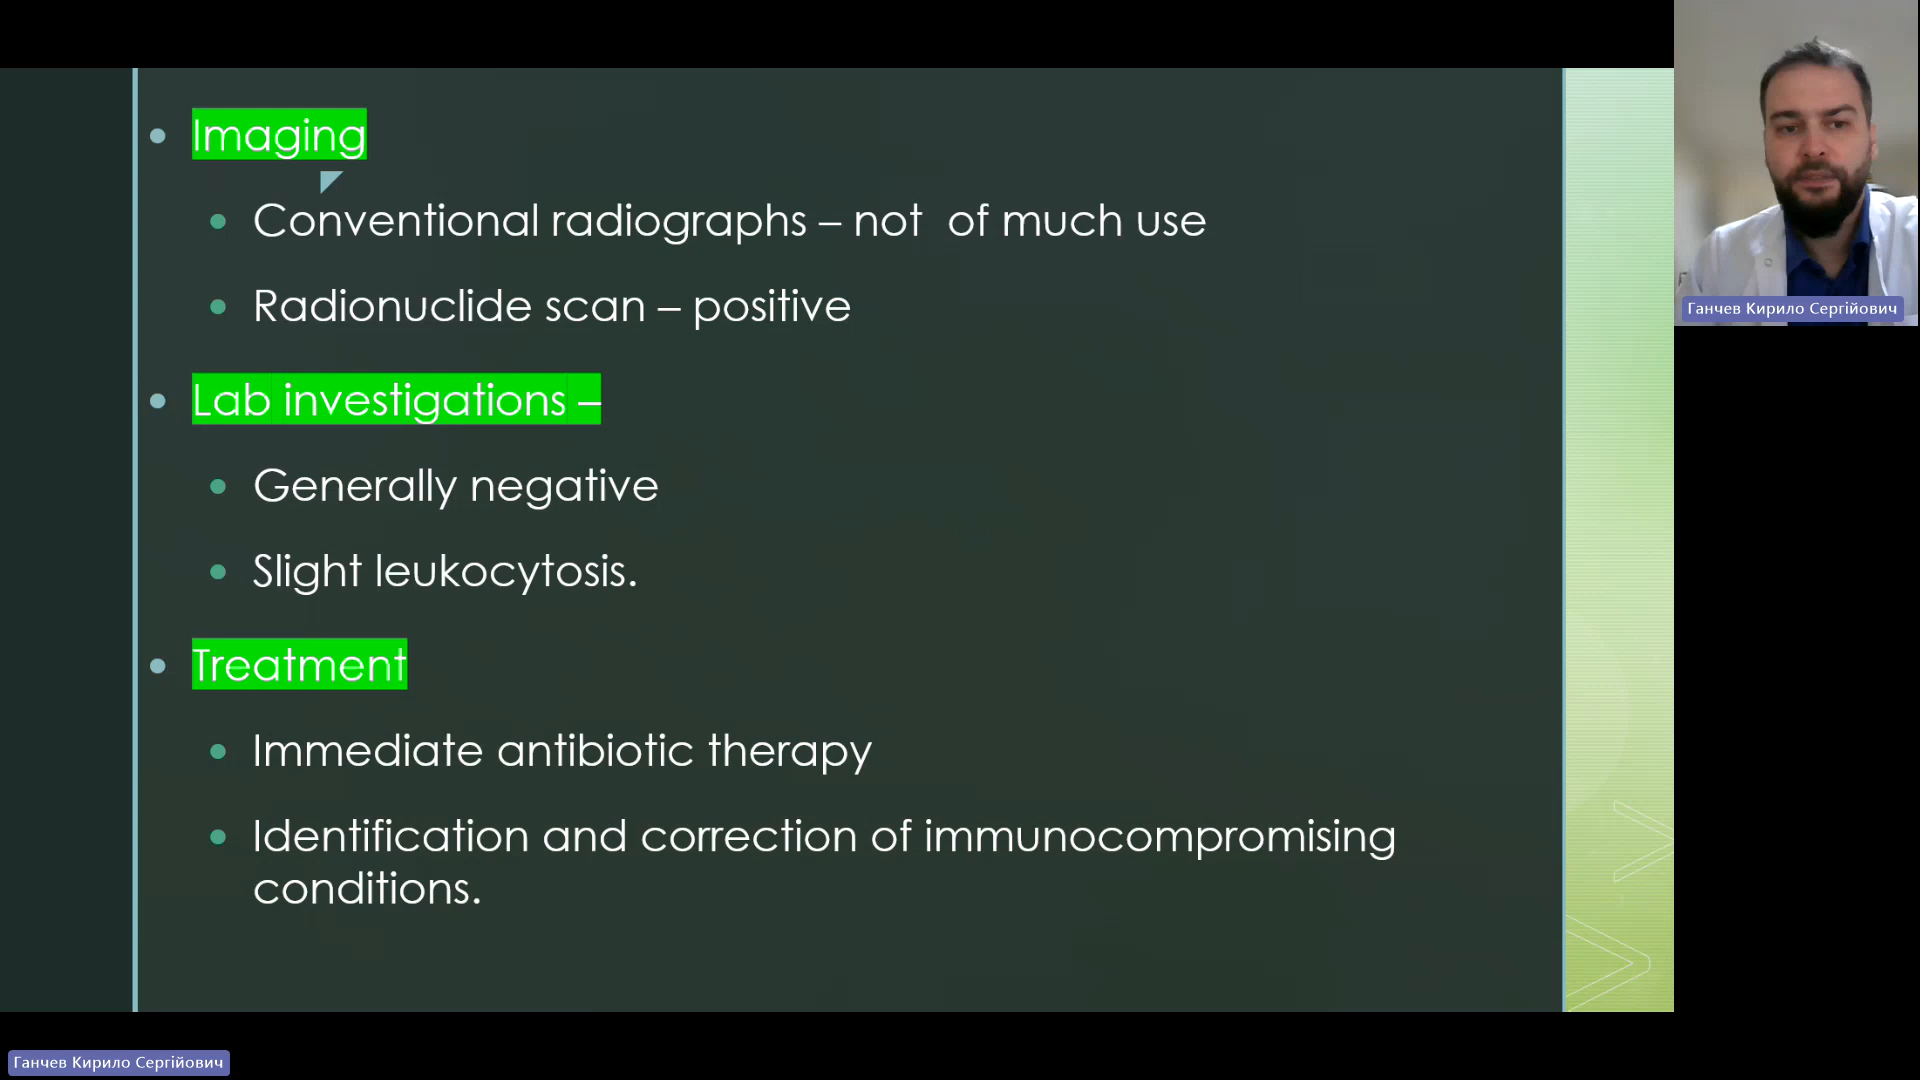 Imaging
Conventional radiographs – not  of much use
Radionuclide scan – positive
Lab investigations –
Generally negative
Slight leukocytosis.
Treatment
Immediate antibiotic therapy
Identification and correction of immunocompromising
conditions.
Ганчев Кирило Сергійович
Ганчев Кирило Сергійович